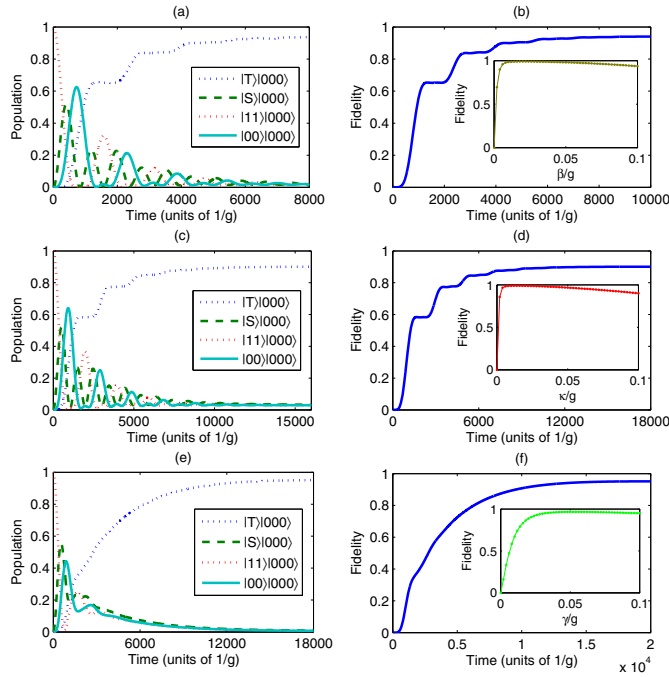 (a)
Population
1
0.8
0.6
0.4
0.2
0
0 2000 4000 6000 8000
Time (units of 1/g)
|T⟩|000⟩
|S⟩|000⟩
|11⟩|000⟩
|00⟩|000⟩
(b)
Fidelity
1
0.8
0.6
0.4
0.2
0
0 2000 4000 6000 8000 10000
Time (units of 1/g)
Fidelity
1
0.5
0
0 0.05 0.1
β/g
(c)
Population
1
0.8
0.6
0.4
0.2
0
0 5000 10000 15000
Time (units of 1/g)
|T⟩|000⟩
|S⟩|000⟩
|11⟩|000⟩
|00⟩|000⟩
(d)
Fidelity
1
0.8
0.6
0.4
0.2
0
0 6000 12000 18000
Time (units of 1/g)
Fidelity
1
0.5
0
0 0.05 0.1
κ/g
(e)
Population
1
0.8
0.6
0.4
0.2
0
0 6000 12000 18000
Time (units of 1/g)
|T⟩|000⟩
|S⟩|000⟩
|11⟩|000⟩
|00⟩|000⟩
(f)
Fidelity
1
0.8
0.6
0.4
0.2
0
0 0.5 1 1.5 2
Time (units of 1/g)
x 10⁴
Fidelity
1
0.5
0
0 0.05 0.1
γ/g